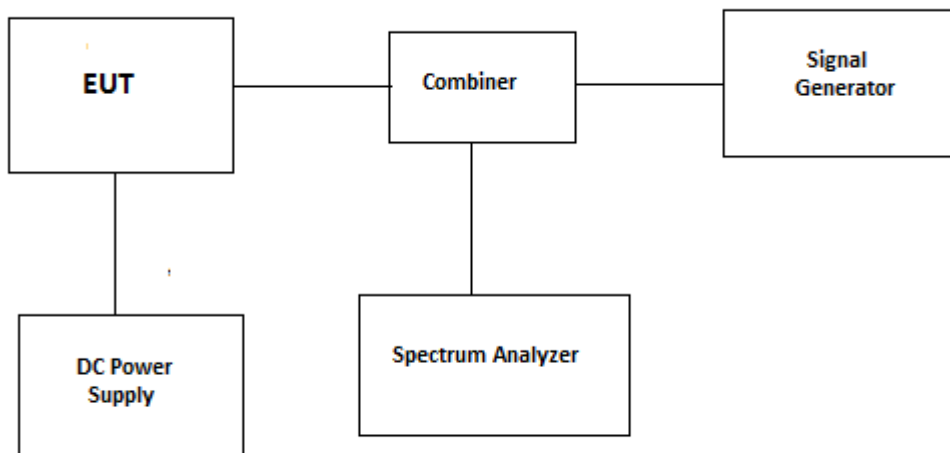 EUT
Combiner
Signal
Generator
DC Power
Supply
Spectrum Analyzer